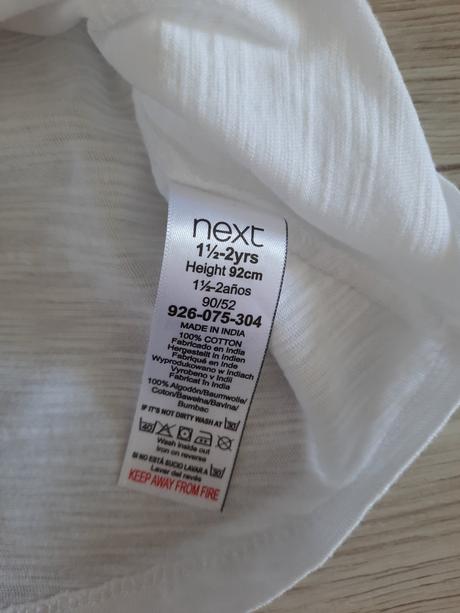 next
1½-2yrs
Height 92cm
1½-2años
90/52
926-075-304
MADE IN INDIA
100% COTTON
Fabricado en India
Hergestellt in Indien
Fabriqué en Inde
Wyprodukowano w Indiach
Vyrobeno v Indii
Fabricat în India
100% Algodón/Baumwolle/
Coton/Bawełna/Bavlna/
Bumbac
IF IT'S NOT DIRTY WASH AT 30
40
Wash inside out
Iron on reverse
SI NO ESTÁ SUCIO LAVAR A 30
Lavar del revés
KEEP AWAY FROM FIRE